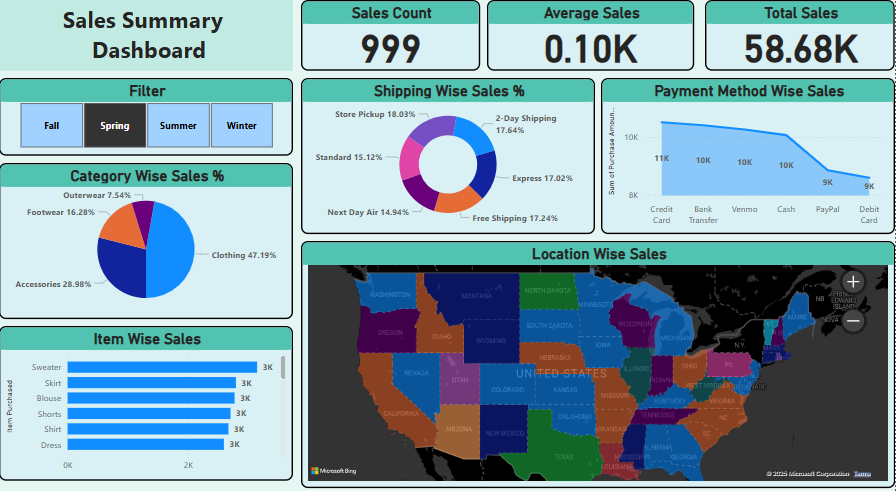 Sales Summary
Dashboard
Sales Count
999
Average Sales
0.10K
Total Sales
58.68K
Filter
Fall
Spring
Summer
Winter
Category Wise Sales %
Outerwear 7.54%
Footwear 16.28%
Clothing 47.19%
Accessories 28.98%
Item Wise Sales
Item Purchased
Sweater 3K
Skirt 3K
Blouse 3K
Shorts 3K
Shirt 3K
Dress 3K
0K 2K
Shipping Wise Sales %
Store Pickup 18.03%
2-Day Shipping
17.64%
Standard 15.12%
Express 17.02%
Next Day Air 14.94%
Free Shipping 17.24%
Payment Method Wise Sales
Sum of Purchase Amoun...
10K
8K
11K
10K
10K
10K
9K
9K
Credit
Card
Bank
Transfer
Venmo
Cash
PayPal
Debit
Card
Location Wise Sales
WASHINGTON
MONTANA
NORTH DAKOTA
MINNESOTA
OREGON
IDAHO
WYOMING
SOUTH DAKOTA
WISCONSIN
MICHIGAN
N.Y.
MAINE
NB
PRINCE
EDWARD
ISLAND
NEVADA
UTAH
NEBRASKA
IOWA
UNITED STATES
COLORADO
KANSAS
MISSOURI
ILLINOIS
INDIANA
OHIO
PA
WEST VIRGINIA
VIRGINIA
DELAWARE
KENTUCKY
CALIFORNIA
ARIZONA
NEW MEXICO
OKLAHOMA
ARKANSAS
TENNESSEE
NC
SC
TEXAS
LOUISIANA
MISSISSIPPI
ALABAMA
GEORGIA
Microsoft Bing
© 2025 Microsoft Corporation Terms